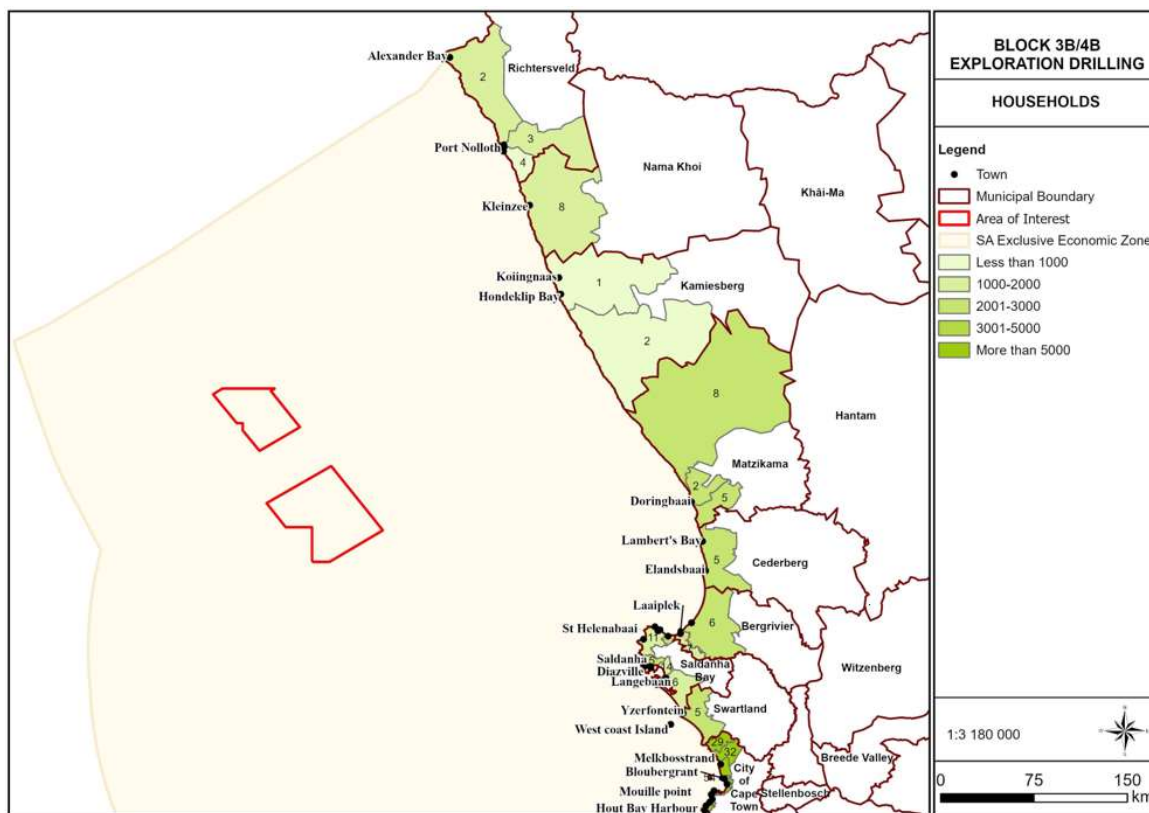 BLOCK 3B/4B
EXPLORATION DRILLING
HOUSEHOLDS
Legend
Town
Municipal Boundary
Area of Interest
SA Exclusive Economic Zone
Less than 1000
1000-2000
2001-3000
3001-5000
More than 5000
1:3 180 000
0 75 150
km
Alexander Bay
2
Richtersveld
3
Port Nolloth
4
Nama Khoi
Khâi-Ma
Kleinzee
8
Koiingnaas
1
Kamiesberg
Hondeklip Bay
2
8
Hantam
Matzikama
2
5
Doringbaai
Lambert's Bay
5
Cederberg
Elandsbaai
Laaiplek
6
Bergrivier
St Helenabaai
11
Witzenberg
Saldanha
Saldanha
Bay
Diazville
Langebaan
6
Yzerfontein
5
Swartland
West coast Island
29
32
Melkbosstrand
Breede Valley
Bloubergrant
City
of
Cape
Town
Stellenbosch
Mouille point
Hout Bay Harbour